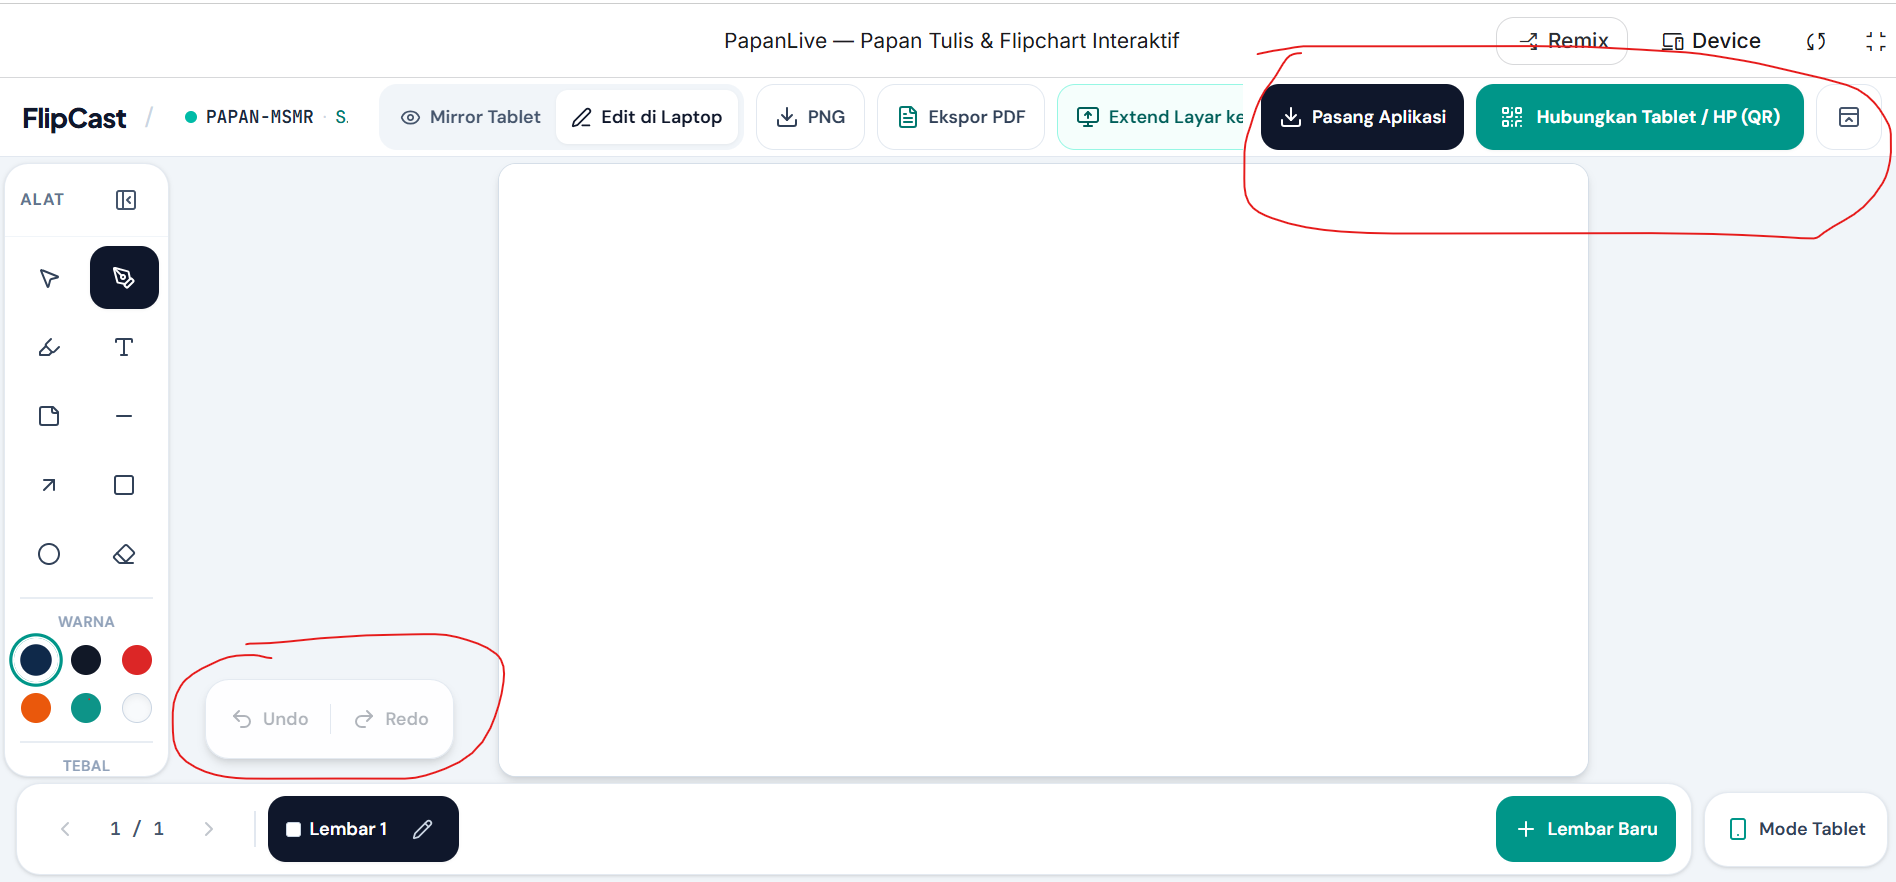 PapanLive — Papan Tulis & Flipchart Interaktif
Remix
Device
FlipCast / PAPAN-MSMR · S.
Mirror Tablet
Edit di Laptop
PNG
Ekspor PDF
Extend Layar ke
Pasang Aplikasi
Hubungkan Tablet / HP (QR)
ALAT
WARNA
TEBAL
Undo
Redo
1 / 1
Lembar 1
+ Lembar Baru
Mode Tablet